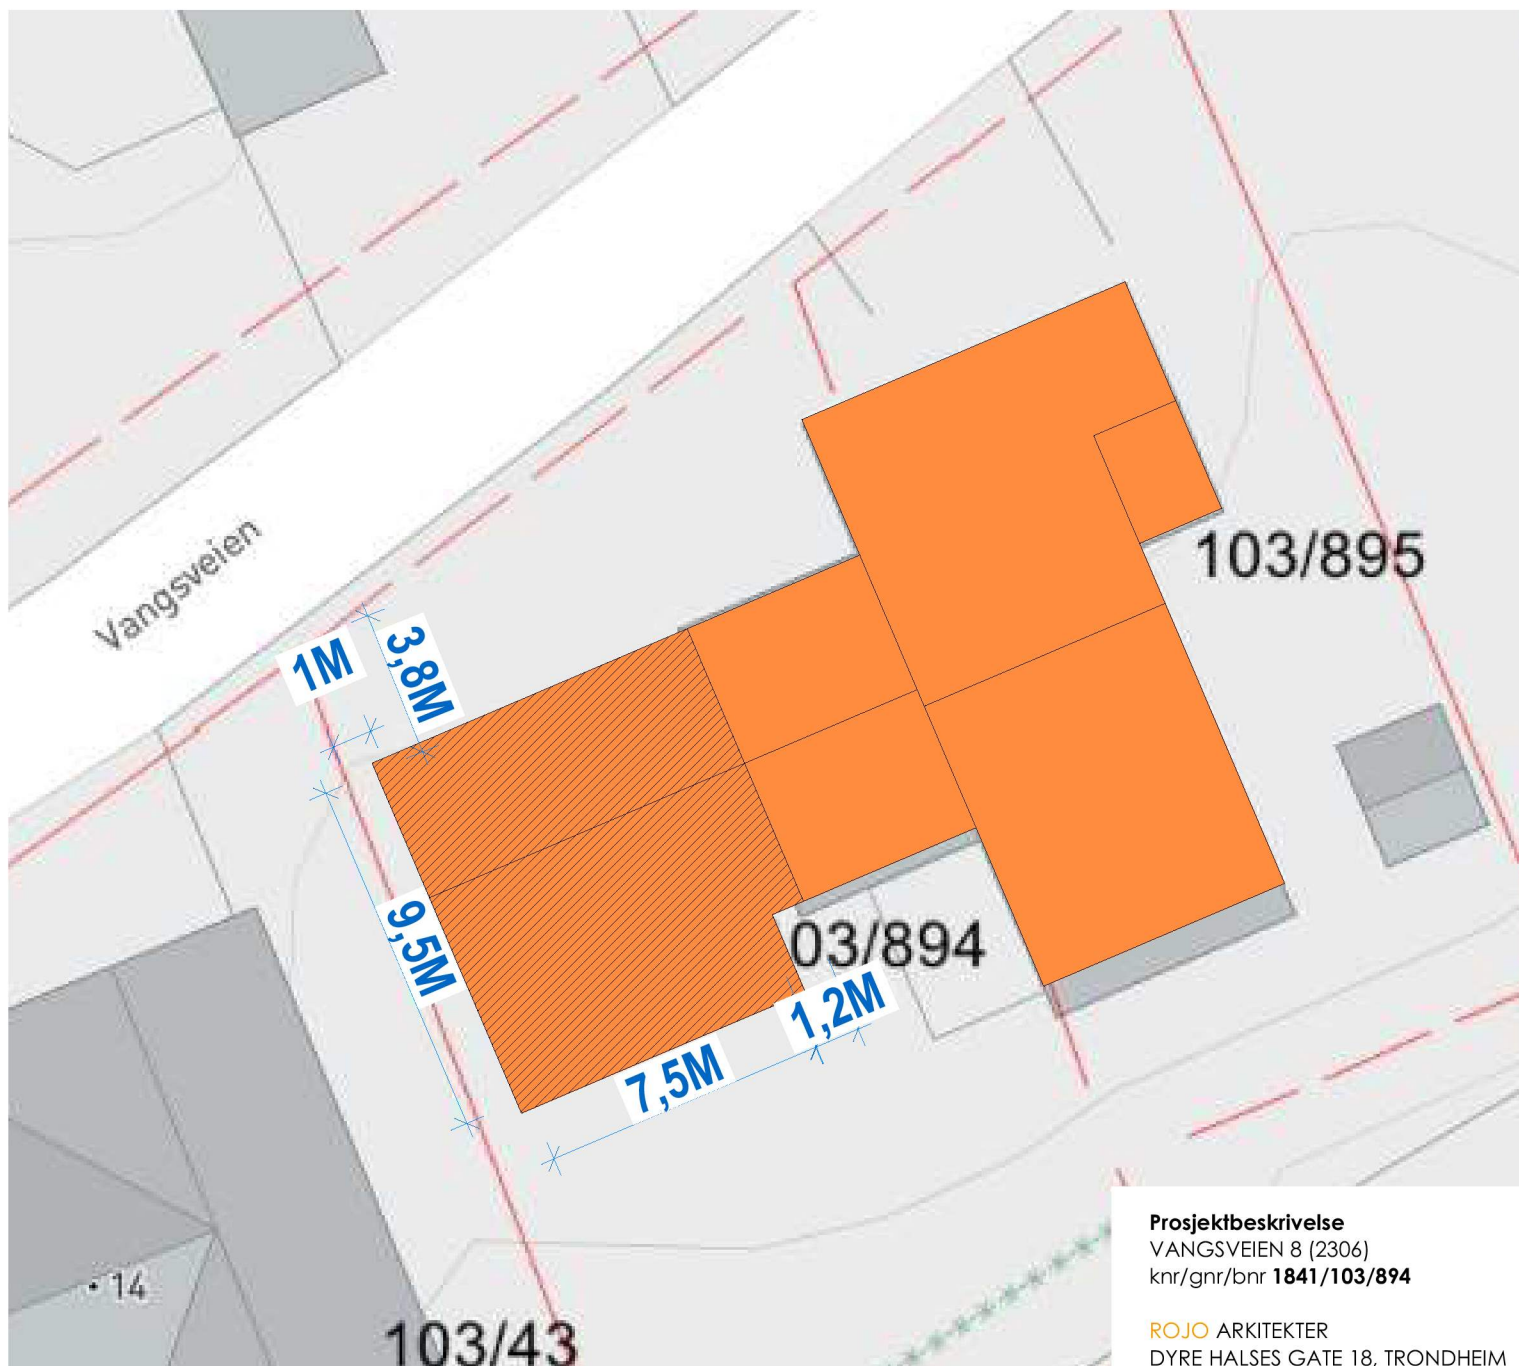 Vangsveien
103/895
1M
3,8M
9,5M
03/894
1,2M
7,5M
• 14
103/43
Prosjektbeskrivelse
VANGSVEIEN 8 (2306)
knr/gnr/bnr 1841/103/894
ROJO ARKITEKTER
DYRE HALSES GATE 18, TRONDHEIM